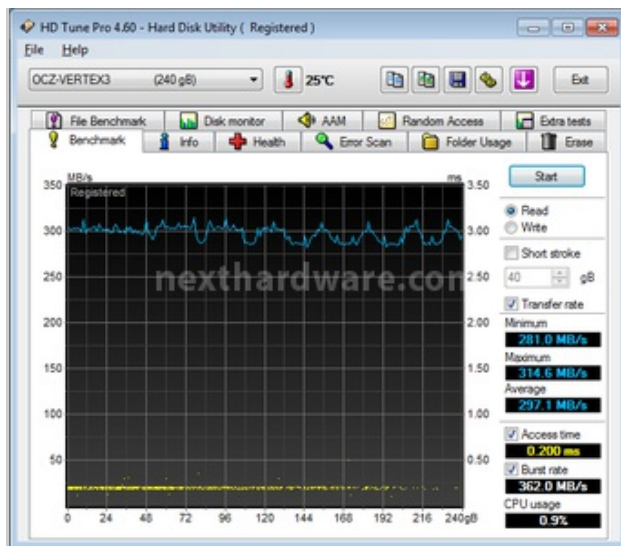 HD Tune Pro 4.60 - Hard Disk Utility ( Registered )
File Help
OCZ-VERTEX3 (240 gB) 25°C Exit
File Benchmark Disk monitor AAM Random Access Extra tests
Benchmark Info Health Error Scan Folder Usage Erase
MB/s ms
Registered
350 3.50
300 3.00
250 2.50
200 2.00
150 1.50
100 1.00
50 0.50
0 24 48 72 96 120 144 168 192 216 240gB
nexthardware.com
Start
Read
Write
Short stroke
40 gB
Transfer rate
Minimum
281.0 MB/s
Maximum
314.6 MB/s
Average
297.1 MB/s
Access time
0.200 ms
Burst rate
362.0 MB/s
CPU usage
0.9%